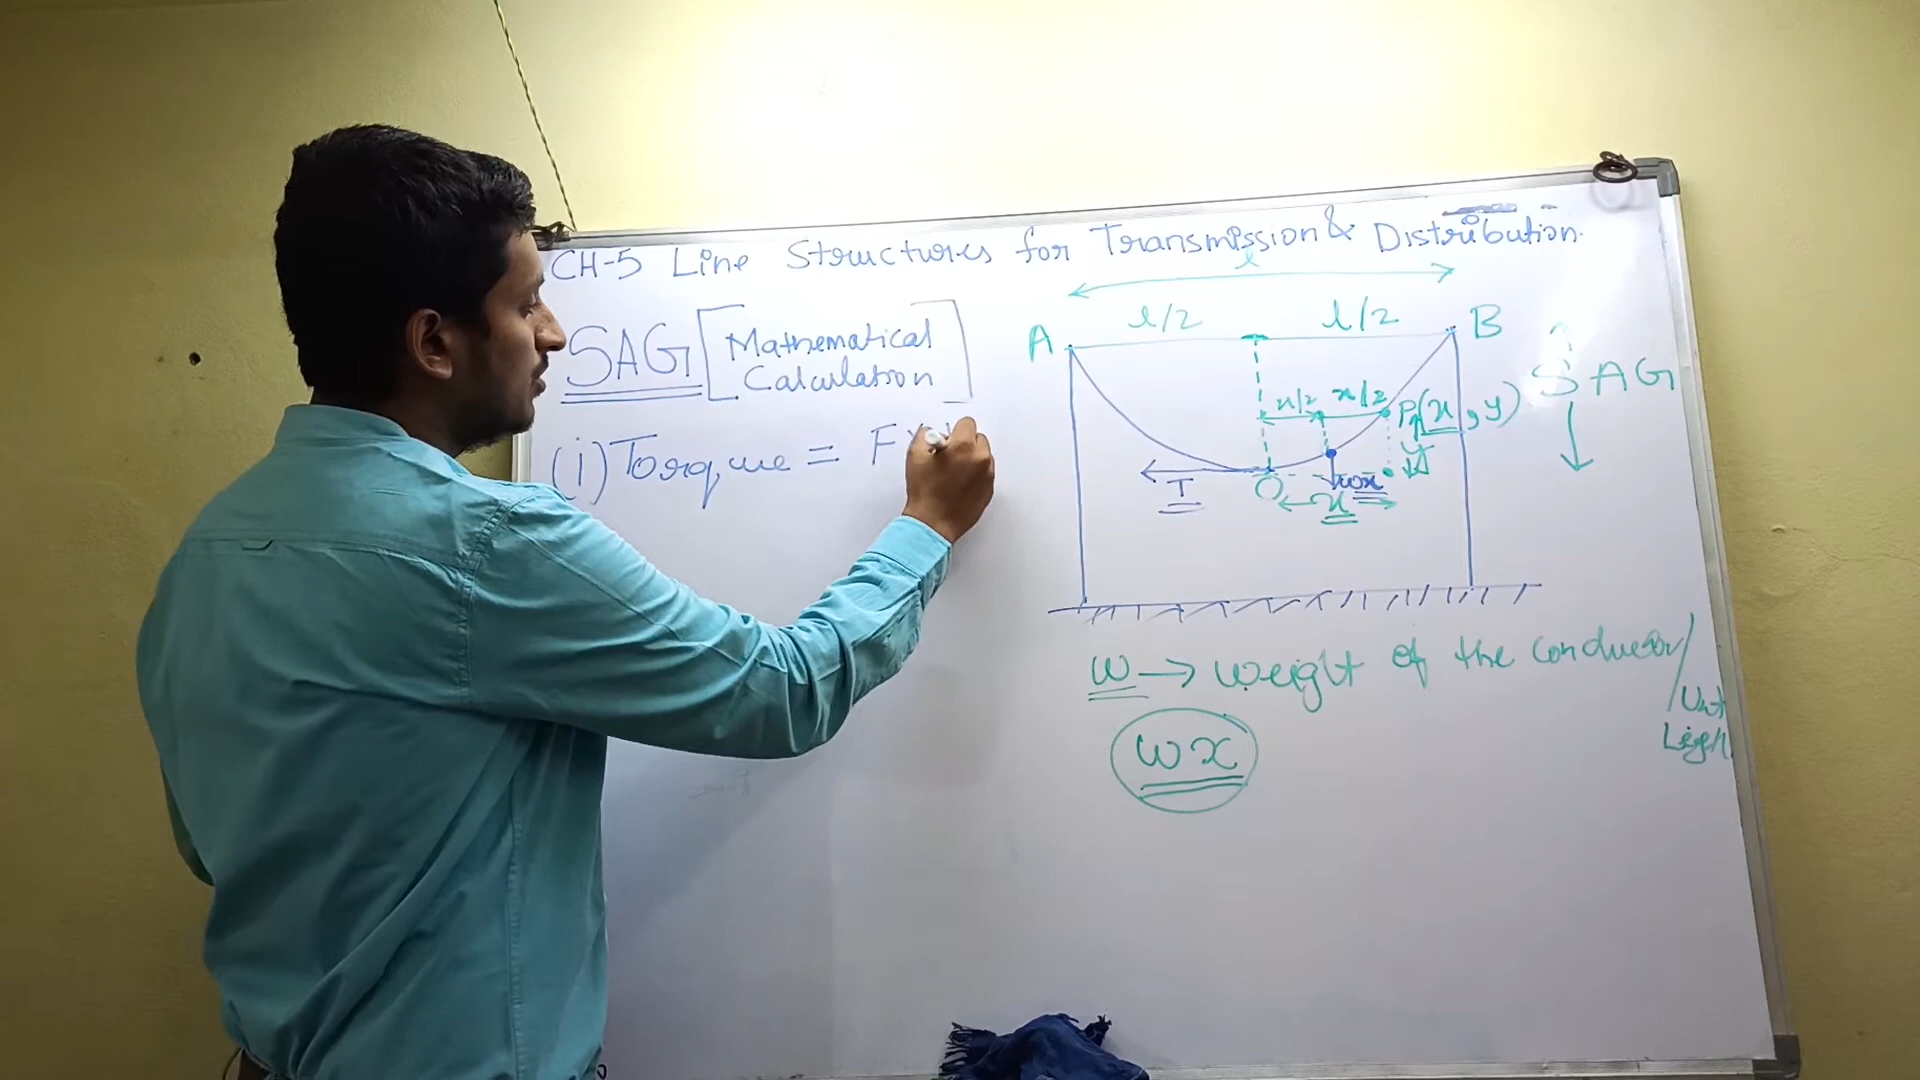 CH-5 Line Structures for Transmission & Distribution.
SAG [Mathematical
Calculation]
(i) Torque = F×
l
l/2 l/2
A B
x/2 x/2 P(x, y)
SAG
y
T O wx
x
w → weight of the conductor/
Unit
Legh
wx